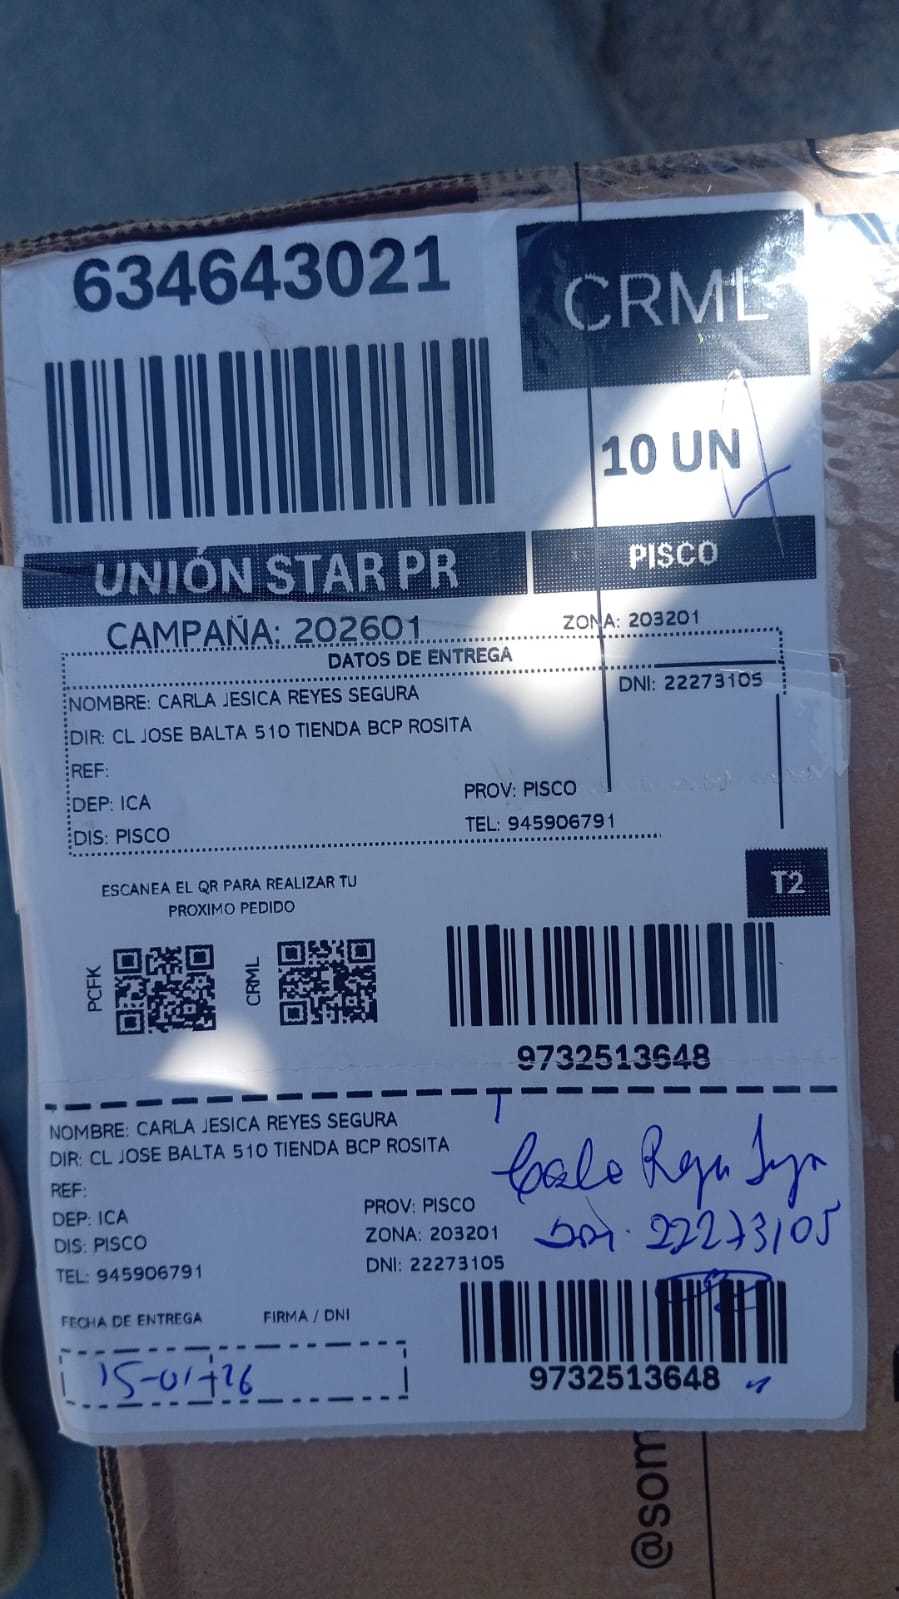 634643021
CRML
10 UN
UNIÓN STAR PR
PISCO
CAMPAÑA: 202601
ZONA: 203201
DATOS DE ENTREGA
NOMBRE: CARLA JESICA REYES SEGURA
DNI: 22273105
DIR: CL JOSE BALTA 510 TIENDA BCP ROSITA
REF:
DEP: ICA
PROV: PISCO
DIS: PISCO
TEL: 945906791
ESCANEA EL QR PARA REALIZAR TU
PROXIMO PEDIDO
T2
PCFK
CRML
9732513648
NOMBRE: CARLA JESICA REYES SEGURA
DIR: CL JOSE BALTA 510 TIENDA BCP ROSITA
REF:
DEP: ICA
PROV: PISCO
DIS: PISCO
ZONA: 203201
TEL: 945906791
DNI: 22273105
Carla Reyes Segura
DNI. 22273105
FECHA DE ENTREGA
FIRMA / DNI
15-01-26
9732513648
@som